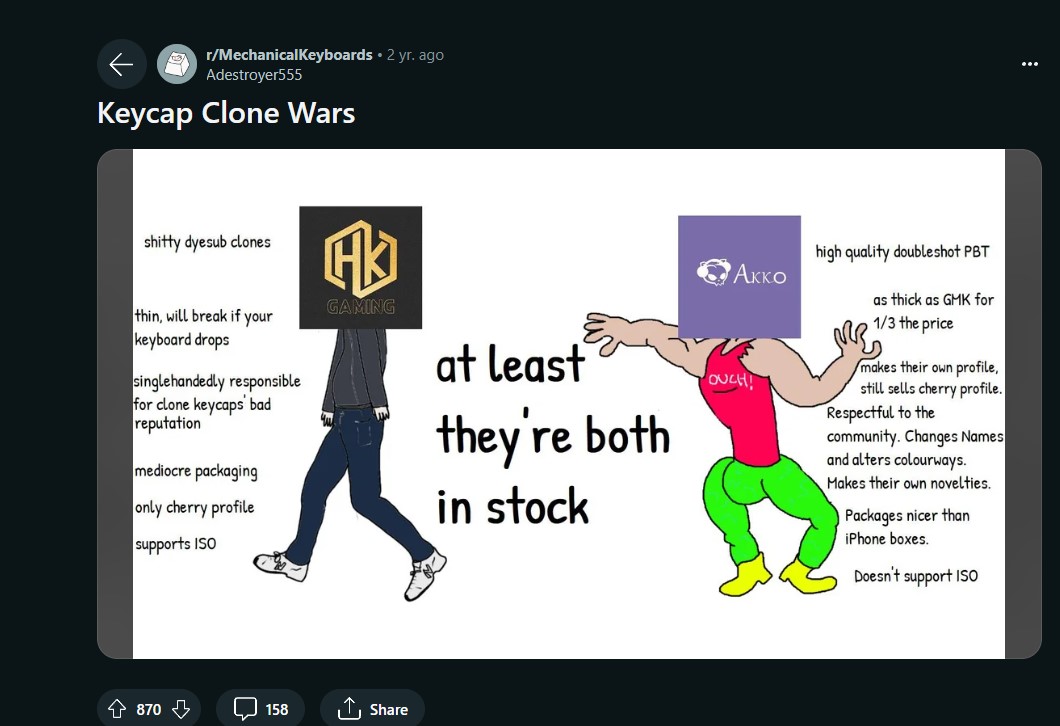 r/MechanicalKeyboards • 2 yr. ago
Adestroyer555
Keycap Clone Wars
shitty dyesub clones
thin, will break if your
keyboard drops
singlehandedly responsible
for clone keycaps' bad
reputation
mediocre packaging
only cherry profile
supports ISO
HK
GAMING
at least
they're both
in stock
AKKO
OUCH!
high quality doubleshot PBT
as thick as GMK for
1/3 the price
makes their own profile,
still sells cherry profile.
Respectful to the
community. Changes Names
and alters colourways.
Makes their own novelties.
Packages nicer than
iPhone boxes.
Doesn't support ISO
870
158
Share